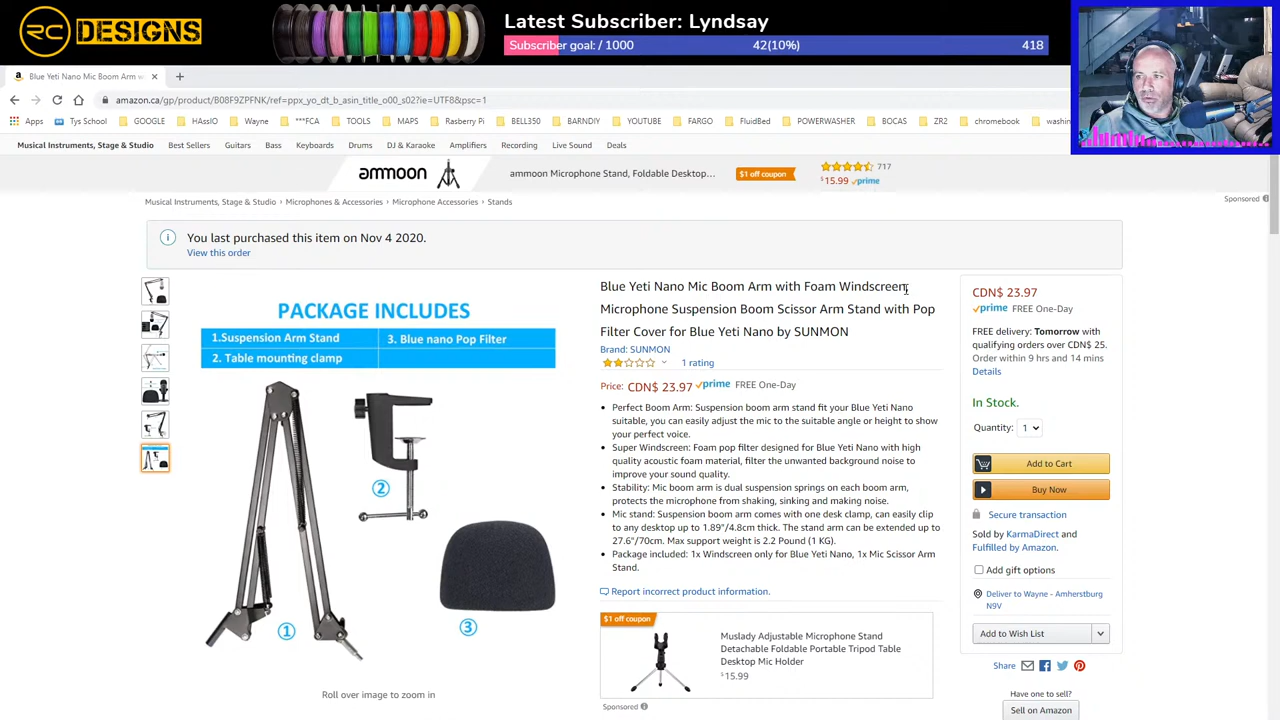 RC DESIGNS
Latest Subscriber: Lyndsay
Subscriber goal: / 1000 42(10%) 418
Blue Yeti Nano Mic Boom Arm w
amazon.ca/gp/product/B08F9ZPFNK/ref=ppx_yo_dt_b_asin_title_o00_s02?ie=UTF8&psc=1
Apps Tys School GOOGLE HAssIO Wayne ***FCA TOOLS MAPS Rasberry Pi BELL350 BARNDIY YOUTUBE FARGO FluidBed POWERWASHER BOCAS ZR2 chromebook washin
Musical Instruments, Stage & Studio Best Sellers Guitars Bass Keyboards Drums DJ & Karaoke Amplifiers Recording Live Sound Deals
ammoon ammoon Microphone Stand, Foldable Desktop... $1 off coupon 717
$15.99 prime
Sponsored
Musical Instruments, Stage & Studio › Microphones & Accessories › Microphone Accessories › Stands
You last purchased this item on Nov 4 2020.
View this order
PACKAGE INCLUDES
1.Suspension Arm Stand 3. Blue nano Pop Filter
2. Table mounting clamp
1
2
3
Roll over image to zoom in
Blue Yeti Nano Mic Boom Arm with Foam Windscreen,
Microphone Suspension Boom Scissor Arm Stand with Pop
Filter Cover for Blue Yeti Nano by SUNMON
Brand: SUNMON
1 rating
Price: CDN$ 23.97 prime FREE One-Day
• Perfect Boom Arm: Suspension boom arm stand fit your Blue Yeti Nano
suitable, you can easily adjust the mic to the suitable angle or height to show
your perfect voice.
• Super Windscreen: Foam pop filter designed for Blue Yeti Nano with high
quality acoustic foam material, filter the unwanted background noise to
improve your sound quality.
• Stability: Mic boom arm is dual suspension springs on each boom arm,
protects the microphone from shaking, sinking and making noise.
• Mic stand: Suspension boom arm comes with one desk clamp, can easily clip
to any desktop up to 1.89"/4.8cm thick. The stand arm can be extended up to
27.6"/70cm. Max support weight is 2.2 Pound (1 KG).
• Package included: 1x Windscreen only for Blue Yeti Nano, 1x Mic Scissor Arm
Stand.
Report incorrect product information.
$1 off coupon
Muslady Adjustable Microphone Stand
Detachable Foldable Portable Tripod Table
Desktop Mic Holder
$15.99
Sponsored
CDN$ 23.97
prime FREE One-Day
FREE delivery: Tomorrow with
qualifying orders over CDN$ 25.
Order within 9 hrs and 14 mins
Details
In Stock.
Quantity: 1
Add to Cart
Buy Now
Secure transaction
Sold by KarmaDirect and
Fulfilled by Amazon.
Add gift options
Deliver to Wayne - Amherstburg
N9V
Add to Wish List
Share
Have one to sell?
Sell on Amazon